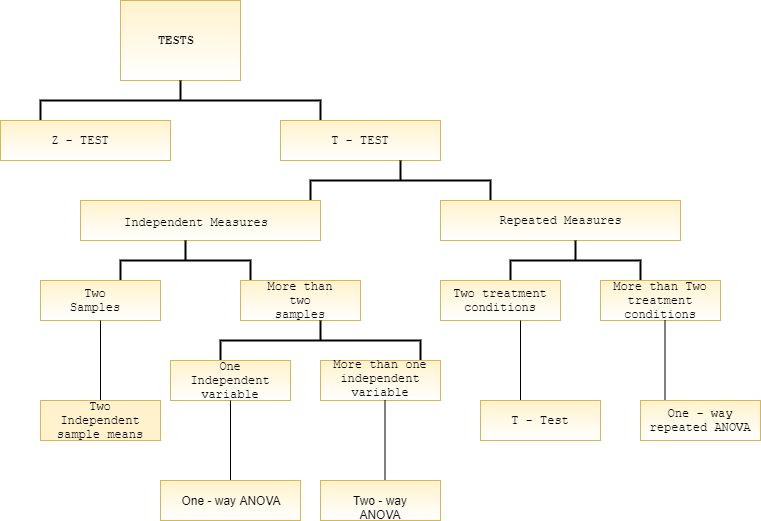 TESTS
Z – TEST
T – TEST
Independent Measures
Repeated Measures
Two
Samples
More than
two
samples
Two treatment
conditions
More than Two
treatment
conditions
One
Independent
variable
More than one
independent
variable
Two
Independent
sample means
T – Test
One – way
repeated ANOVA
One - way ANOVA
Two - way
ANOVA